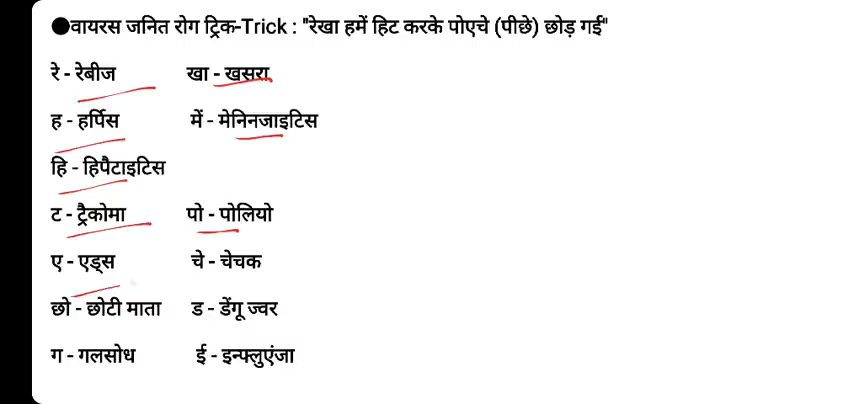 ●वायरस जनित रोग ट्रिक-Trick : "रेखा हमें हिट करके पोएचे (पीछे) छोड़ गई"
रे - रेबीज खा - खसरा
ह - हर्पिस में - मेनिनजाइटिस
हि - हिपैटाइटिस
ट - ट्रैकोमा पो - पोलियो
ए - एड्स चे - चेचक
छो - छोटी माता ड - डेंगू ज्वर
ग - गलसोध ई - इन्फ्लुएंजा